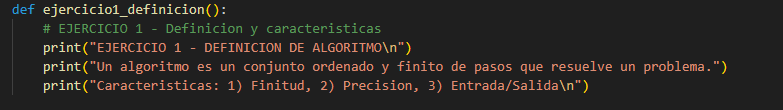 def ejercicio1_definicion():
# EJERCICIO 1 - Definicion y caracteristicas
print("EJERCICIO 1 - DEFINICION DE ALGORITMO\n")
print("Un algoritmo es un conjunto ordenado y finito de pasos que resuelve un problema.")
print("Caracteristicas: 1) Finitud, 2) Precision, 3) Entrada/Salida\n")